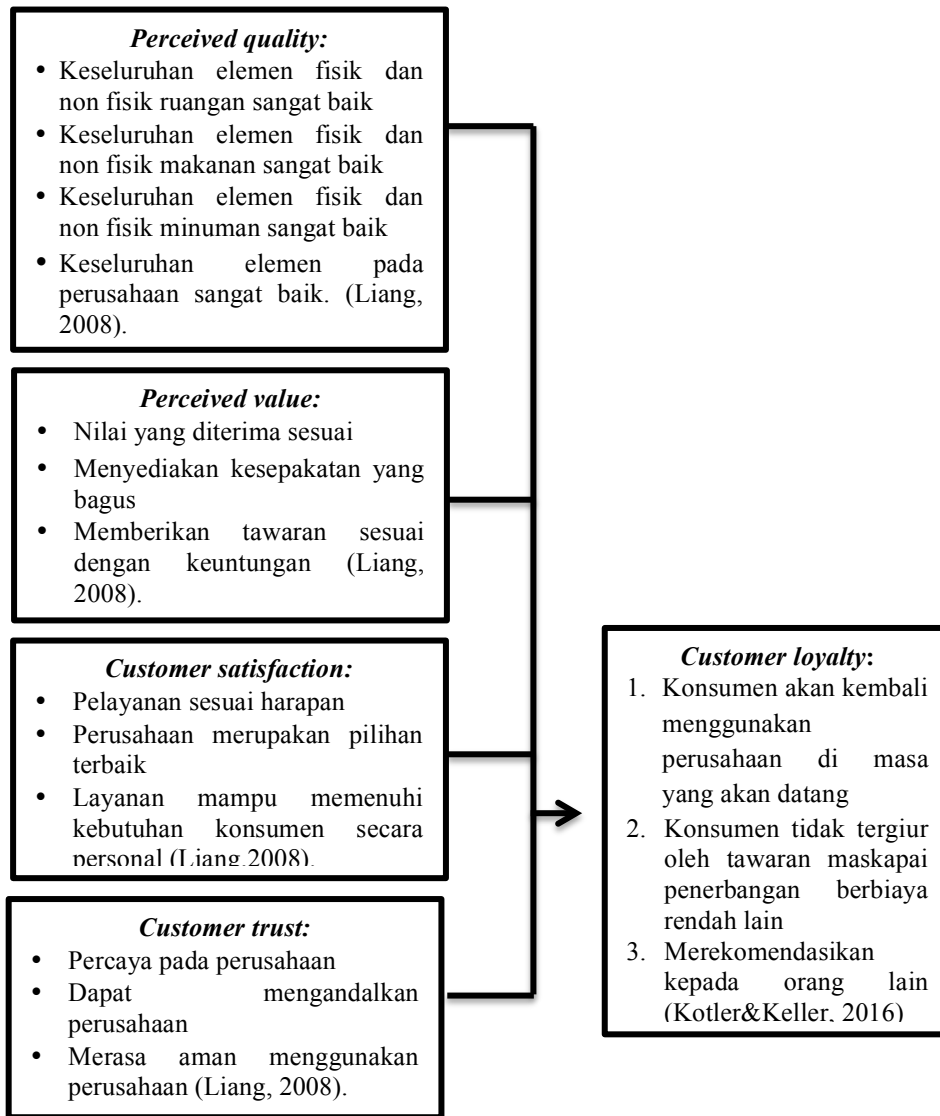 Perceived quality:
• Keseluruhan elemen fisik dan
non fisik ruangan sangat baik
• Keseluruhan elemen fisik dan
non fisik makanan sangat baik
• Keseluruhan elemen fisik dan
non fisik minuman sangat baik
• Keseluruhan elemen pada
perusahaan sangat baik. (Liang,
2008).
Perceived value:
• Nilai yang diterima sesuai
• Menyediakan kesepakatan yang
bagus
• Memberikan tawaran sesuai
dengan keuntungan (Liang,
2008).
Customer satisfaction:
• Pelayanan sesuai harapan
• Perusahaan merupakan pilihan
terbaik
• Layanan mampu memenuhi
kebutuhan konsumen secara
personal (Liang,2008).
Customer trust:
• Percaya pada perusahaan
• Dapat mengandalkan
perusahaan
• Merasa aman menggunakan
perusahaan (Liang, 2008).
Customer loyalty:
1. Konsumen akan kembali
menggunakan
perusahaan di masa
yang akan datang
2. Konsumen tidak tergiur
oleh tawaran maskapai
penerbangan berbiaya
rendah lain
3. Merekomendasikan
kepada orang lain
(Kotler&Keller, 2016)